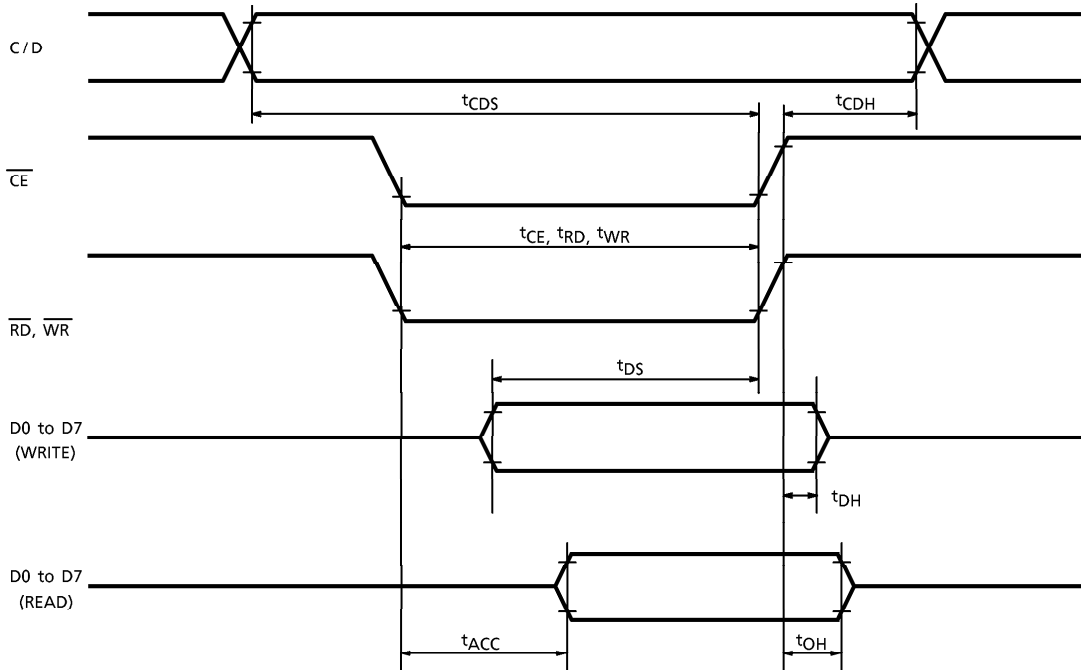 C/D
tCDS
tCDH
CE
tCE, tRD, tWR
RD, WR
tDS
D0 to D7
(WRITE)
tDH
D0 to D7
(READ)
tACC
tOH